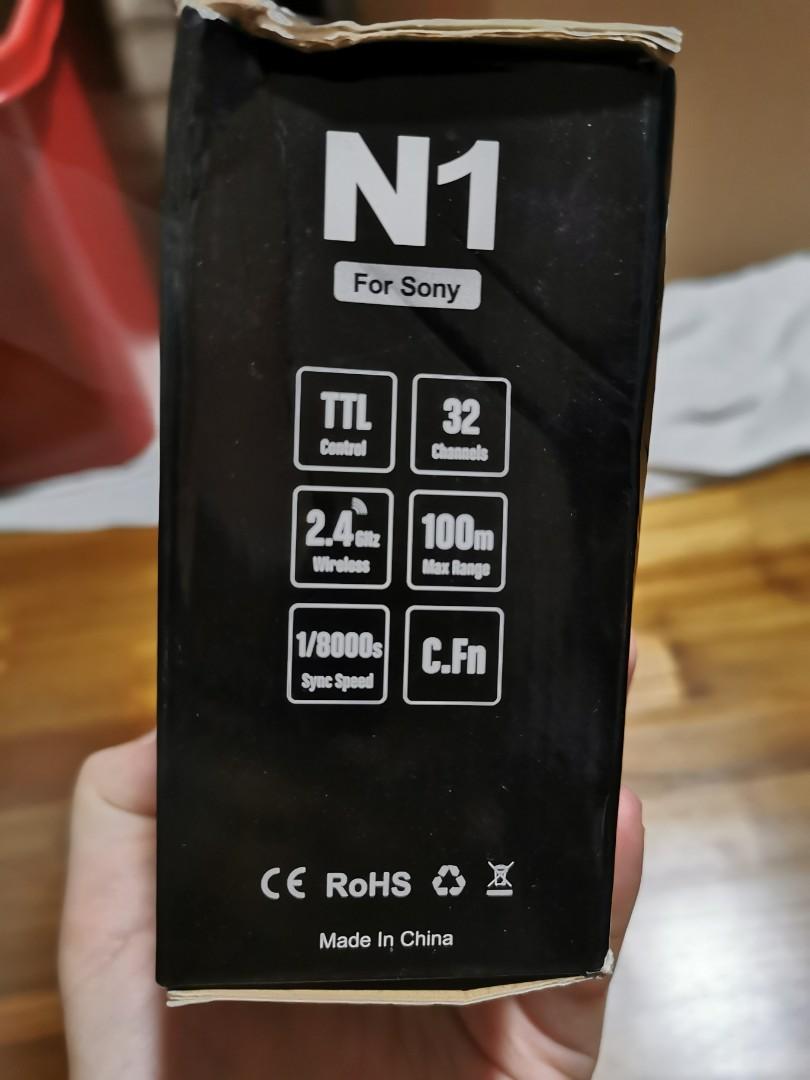 N1
For Sony
TTL
Control
32
Channels
2.4GHz
Wireless
100m
Max Range
1/8000s
Sync Speed
C.Fn
CE RoHS
Made In China